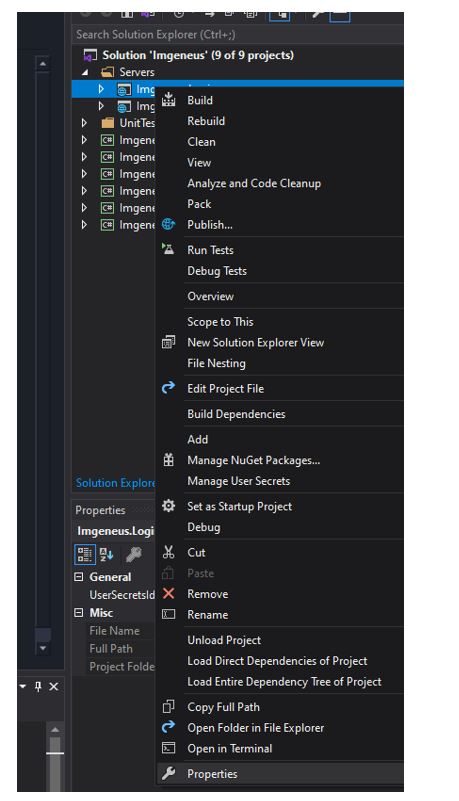 Search Solution Explorer (Ctrl+;)
Solution 'Imgeneus' (9 of 9 projects)
Servers
Img
Img
UnitTes
C# Imgene
C# Imgene
C# Imgene
C# Imgene
C# Imgene
C# Imgene
Build
Rebuild
Clean
View
Analyze and Code Cleanup
Pack
Publish...
Run Tests
Debug Tests
Overview
Scope to This
New Solution Explorer View
File Nesting
Edit Project File
Build Dependencies
Add
Manage NuGet Packages...
Manage User Secrets
Set as Startup Project
Debug
Cut
Paste
Remove
Rename
Unload Project
Load Direct Dependencies of Project
Load Entire Dependency Tree of Project
Copy Full Path
Open Folder in File Explorer
Open in Terminal
Properties
Solution Explore
Properties
Imgeneus.Logi
General
UserSecretsId
Misc
File Name
Full Path
Project Folde